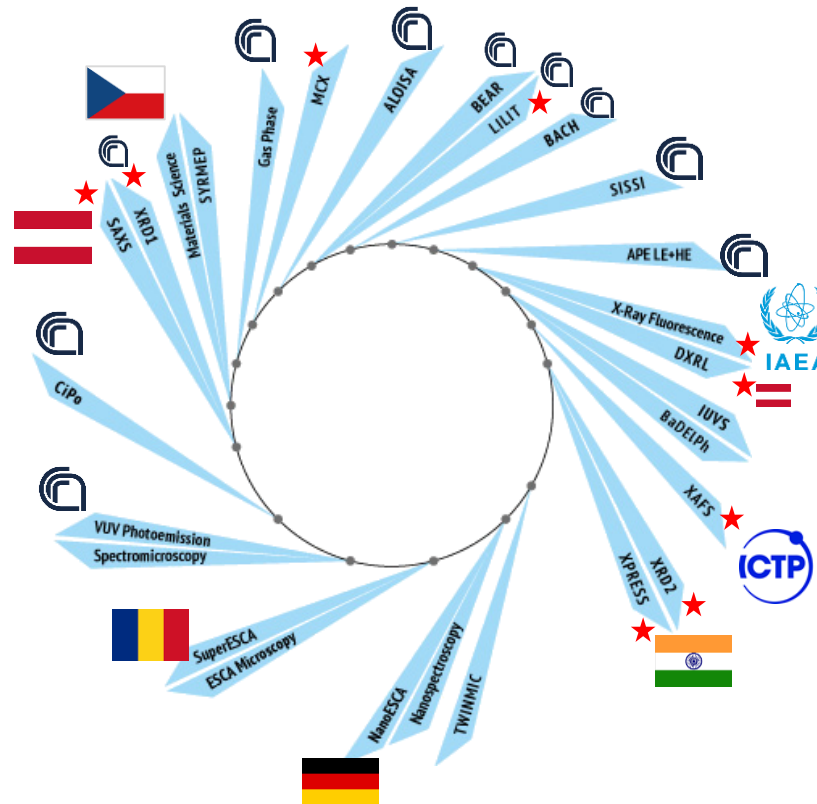 Gas Phase
MCX
ALOISA
BEAR
LILIT
BACH
SISSI
APE LE+HE
X-Ray Fluorescence
DXRL
IAEA
IUVS
BaDElPh
XAFS
ICTP
XRD2
XPRESS
TWINMIC
Nanospectroscopy
NanoESCA
ESCA Microscopy
SuperESCA
Spectromicroscopy
VUV Photoemission
CiPo
SAXS
XRD1
Materials Science
SYRMEP